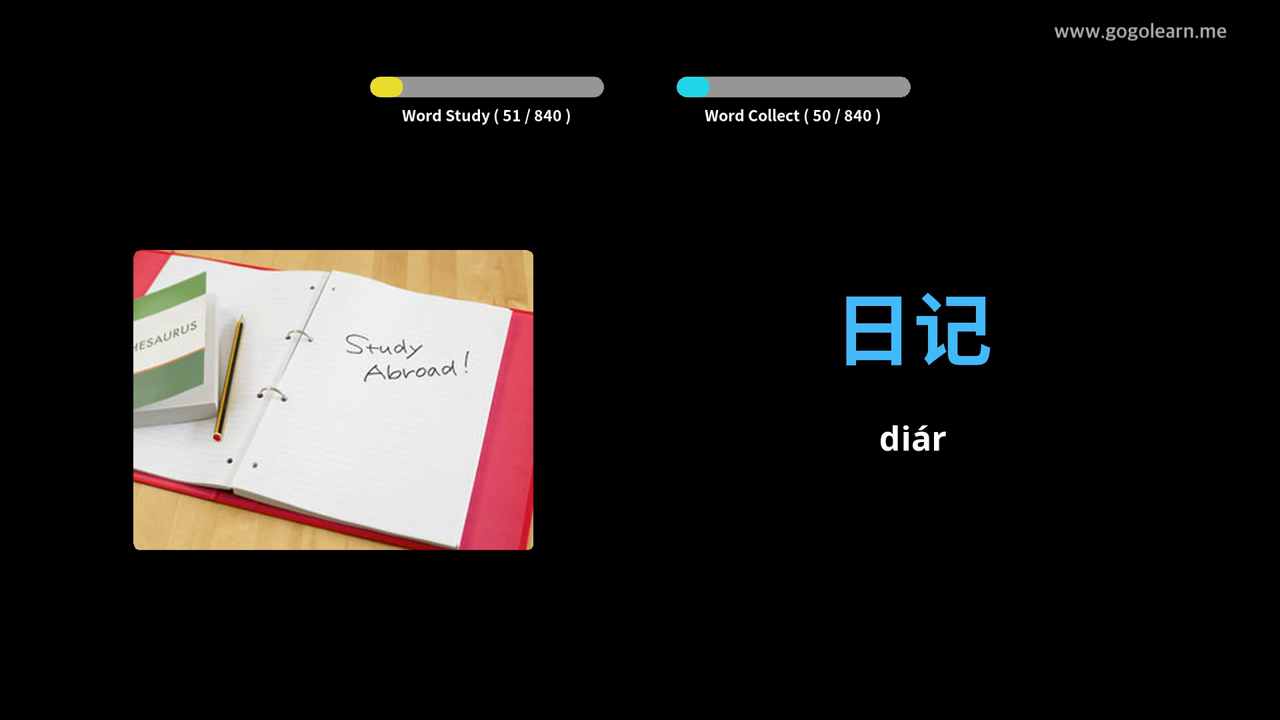 www.gogolearn.me
Word Study ( 51 / 840 )
Word Collect ( 50 / 840 )
HESAURUS
Study
Abroad!
日记
diár